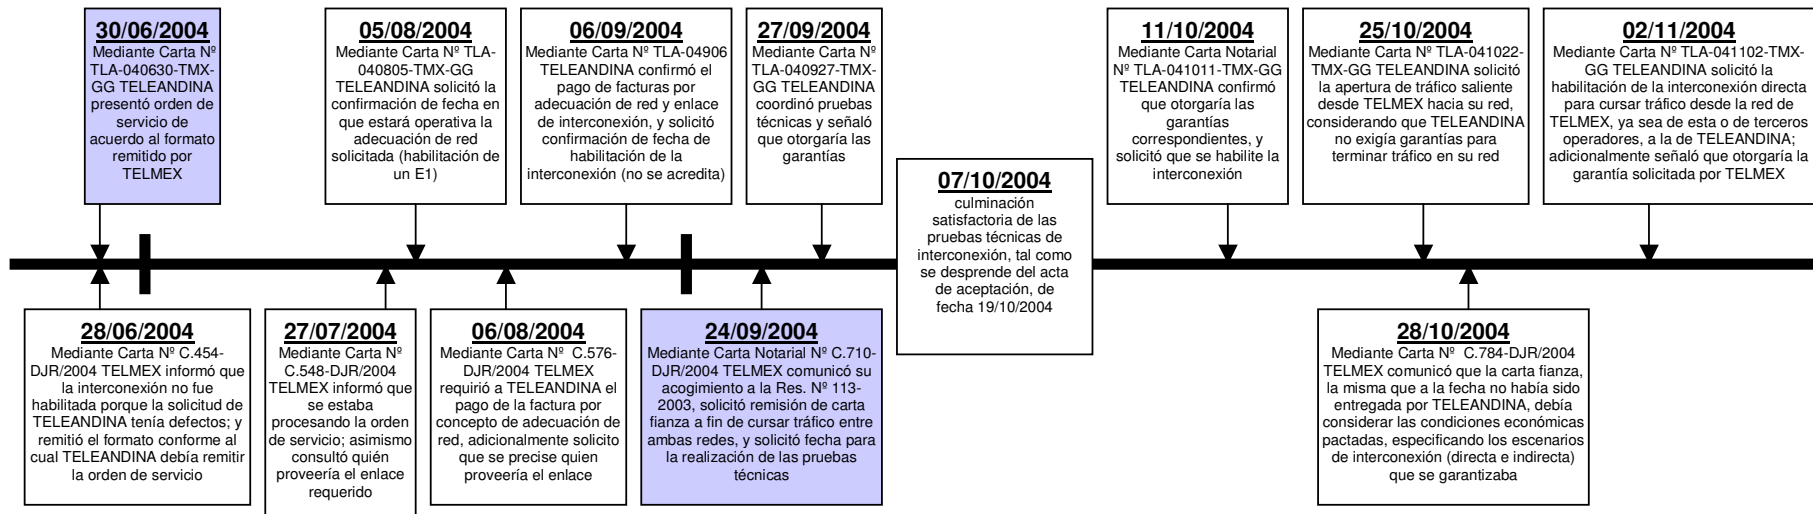 30/06/2004
Mediante Carta Nº
TLA-040630-TMX-
GG TELEANDINA
presentó orden de
servicio de
acuerdo al formato
remitido por
TELMEX
05/08/2004
Mediante Carta Nº TLA-
040805-TMX-GG
TELEANDINA solicitó la
confirmación de fecha en
que estará operativa la
adecuación de red
solicitada (habilitación de
un E1)
06/09/2004
Mediante Carta Nº TLA-04906
TELEANDINA confirmó el
pago de facturas por
adecuación de red y enlace
de interconexión, y solicitó
confirmación de fecha de
habilitación de la
interconexión (no se acredita)
27/09/2004
Mediante Carta Nº
TLA-040927-TMX-
GG TELEANDINA
coordinó pruebas
técnicas y señaló
que otorgaría las
garantías
07/10/2004
culminación
satisfactoria de las
pruebas técnicas de
interconexión, tal como
se desprende del acta
de aceptación, de
fecha 19/10/2004
11/10/2004
Mediante Carta Notarial
Nº TLA-041011-TMX-GG
TELEANDINA confirmó
que otorgaría las
garantías
correspondientes, y
solicitó que se habilite la
interconexión
25/10/2004
Mediante Carta Nº TLA-041022-
TMX-GG TELEANDINA solicitó
la apertura de tráfico saliente
desde TELMEX hacia su red,
considerando que TELEANDINA
no exigía garantías para
terminar tráfico en su red
02/11/2004
Mediante Carta Nº TLA-041102-TMX-
GG TELEANDINA solicitó la
habilitación de la interconexión directa
para cursar tráfico desde la red de
TELMEX, ya sea de esta o de terceros
operadores, a la de TELEANDINA;
adicionalmente señaló que otorgaría la
garantía solicitada por TELMEX
28/06/2004
Mediante Carta Nº C.454-
DJR/2004 TELMEX informó que
la interconexión no fue
habilitada porque la solicitud de
TELEANDINA tenía defectos; y
remitió el formato conforme al
cual TELEANDINA debía remitir
la orden de servicio
27/07/2004
Mediante Carta Nº
C.548-DJR/2004
TELMEX informó que
se estaba
procesando la orden
de servicio; asimismo
consultó quién
proveería el enlace
requerido
06/08/2004
Mediante Carta Nº C.576-
DJR/2004 TELMEX
requirió a TELEANDINA el
pago de la factura por
concepto de adecuación de
red, adicionalmente solicito
que se precise quien
proveería el enlace
24/09/2004
Mediante Carta Notarial Nº C.710-
DJR/2004 TELMEX comunicó su
acogimiento a la Res. Nº 113-
2003, solicitó remisión de carta
fianza a fin de cursar tráfico entre
ambas redes, y solicitó fecha para
la realización de las pruebas
técnicas
28/10/2004
Mediante Carta Nº C.784-DJR/2004
TELMEX comunicó que la carta fianza,
la misma que a la fecha no había sido
entregada por TELEANDINA, debía
considerar las condiciones económicas
pactadas, especificando los escenarios
de interconexión (directa e indirecta)
que se garantizaba